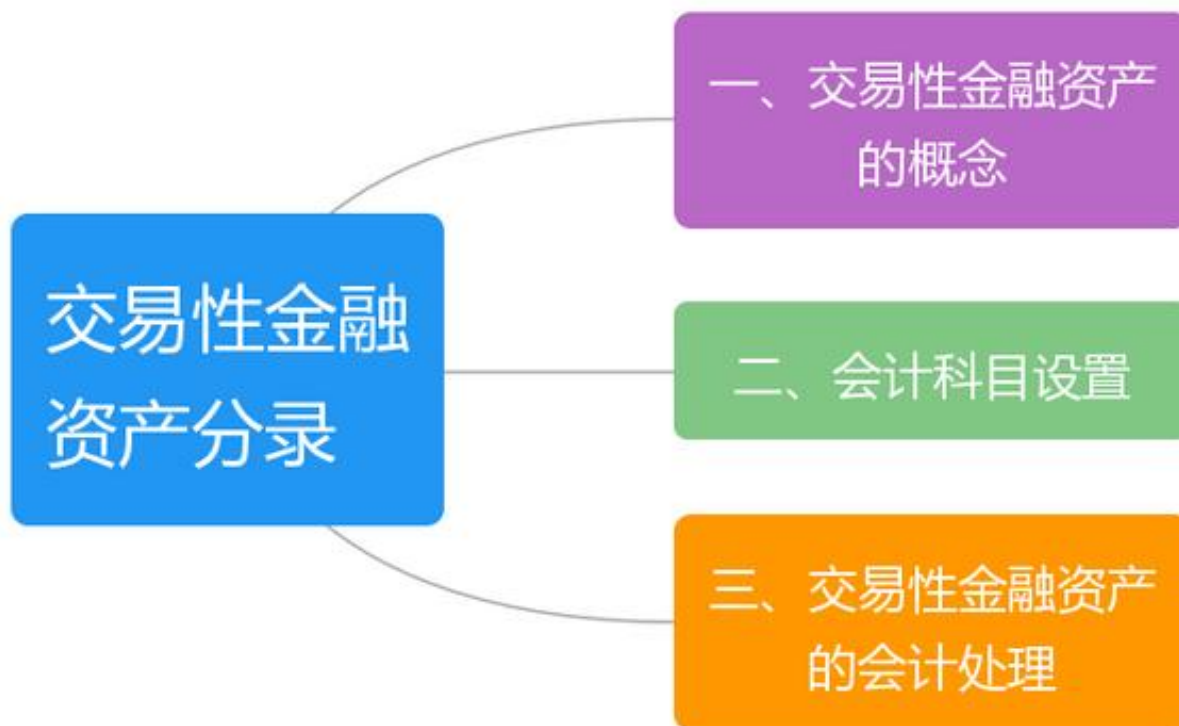 交易性金融
资产分录
一、交易性金融资产
的概念
二、会计科目设置
三、交易性金融资产
的会计处理